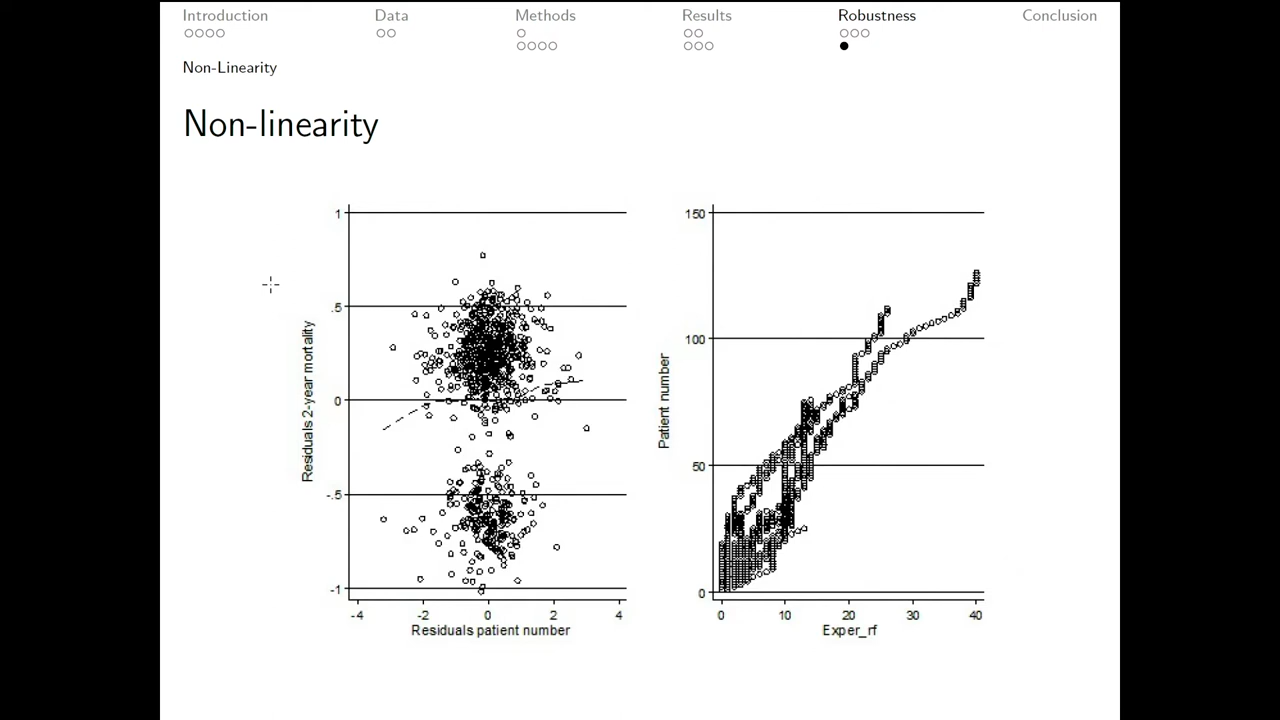 Introduction Data Methods Results Robustness Conclusion
Non-Linearity
Non-linearity
1
.5
0
-.5
-1
Residuals 2-year mortality
-4 -2 0 2 4
Residuals patient number
150
100
50
0
Patient number
0 10 20 30 40
Exper_rf